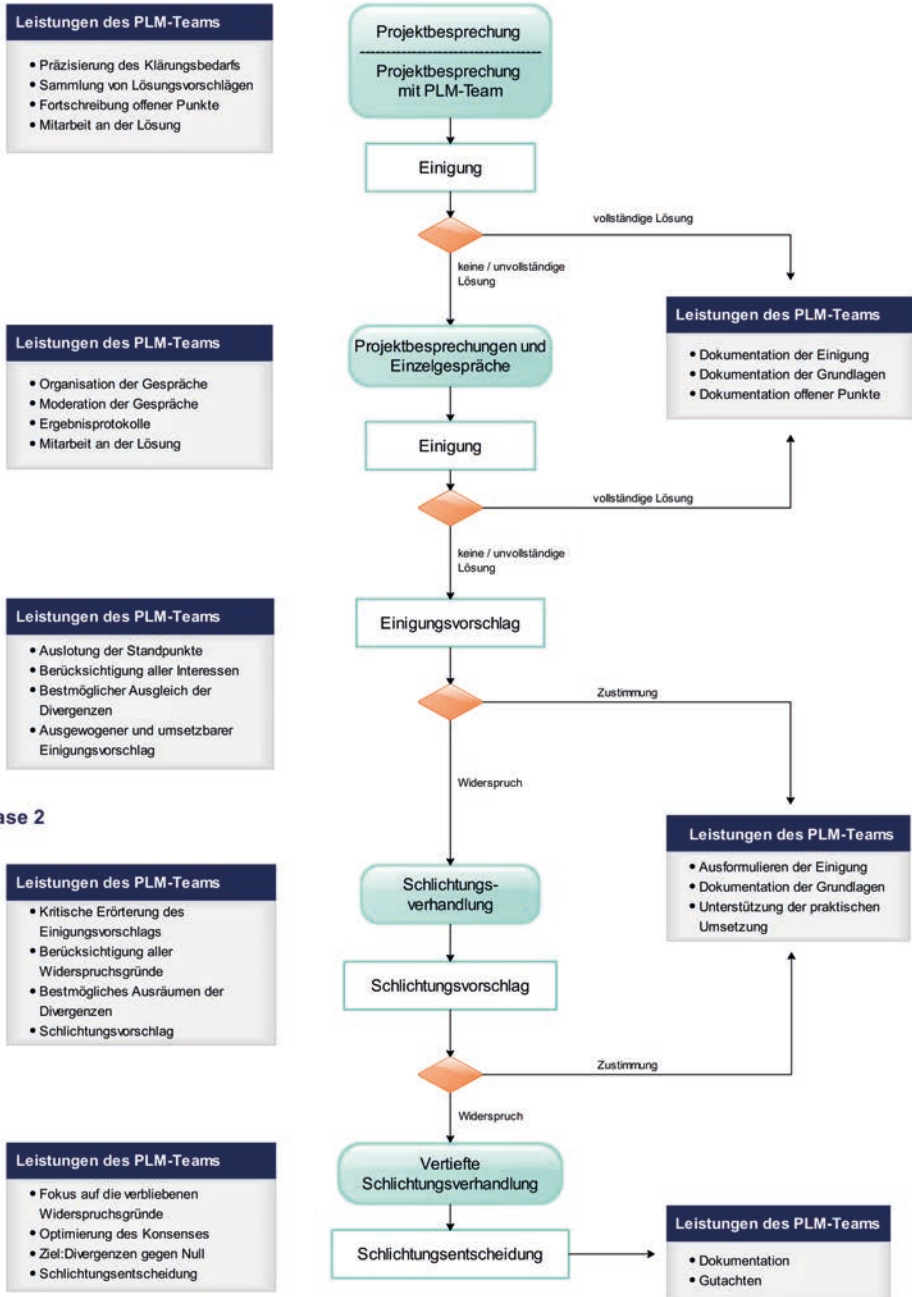 Leistungen des PLM-Teams
• Präzisierung des Klärungsbedarfs
• Sammlung von Lösungsvorschlägen
• Fortschreibung offener Punkte
• Mitarbeit an der Lösung
Projektbesprechung
Projektbesprechung
mit PLM-Team
Einigung
vollständige Lösung
keine / unvollständige
Lösung
Leistungen des PLM-Teams
• Dokumentation der Einigung
• Dokumentation der Grundlagen
• Dokumentation offener Punkte
Leistungen des PLM-Teams
• Organisation der Gespräche
• Moderation der Gespräche
• Ergebnisprotokolle
• Mitarbeit an der Lösung
Projektbesprechungen und
Einzelgespräche
Einigung
vollständige Lösung
keine / unvollständige
Lösung
Leistungen des PLM-Teams
• Auslotung der Standpunkte
• Berücksichtigung aller Interessen
• Bestmöglicher Ausgleich der
Divergenzen
• Ausgewogener und umsetzbarer
Einigungsvorschlag
Einigungsvorschlag
Zustimmung
Widerspruch
ase 2
Leistungen des PLM-Teams
• Ausformulieren der Einigung
• Dokumentation der Grundlagen
• Unterstützung der praktischen
Umsetzung
Leistungen des PLM-Teams
• Kritische Erörterung des
Einigungsvorschlags
• Berücksichtigung aller
Widerspruchsgründe
• Bestmögliches Ausräumen der
Divergenzen
• Schlichtungsvorschlag
Schlichtungs-
verhandlung
Schlichtungsvorschlag
Zustimmung
Widerspruch
Leistungen des PLM-Teams
• Fokus auf die verbliebenen
Widerspruchsgründe
• Optimierung des Konsenses
• Ziel:Divergenzen gegen Null
• Schlichtungsentscheidung
Vertiefte
Schlichtungsverhandlung
Schlichtungsentscheidung
Leistungen des PLM-Teams
• Dokumentation
• Gutachten